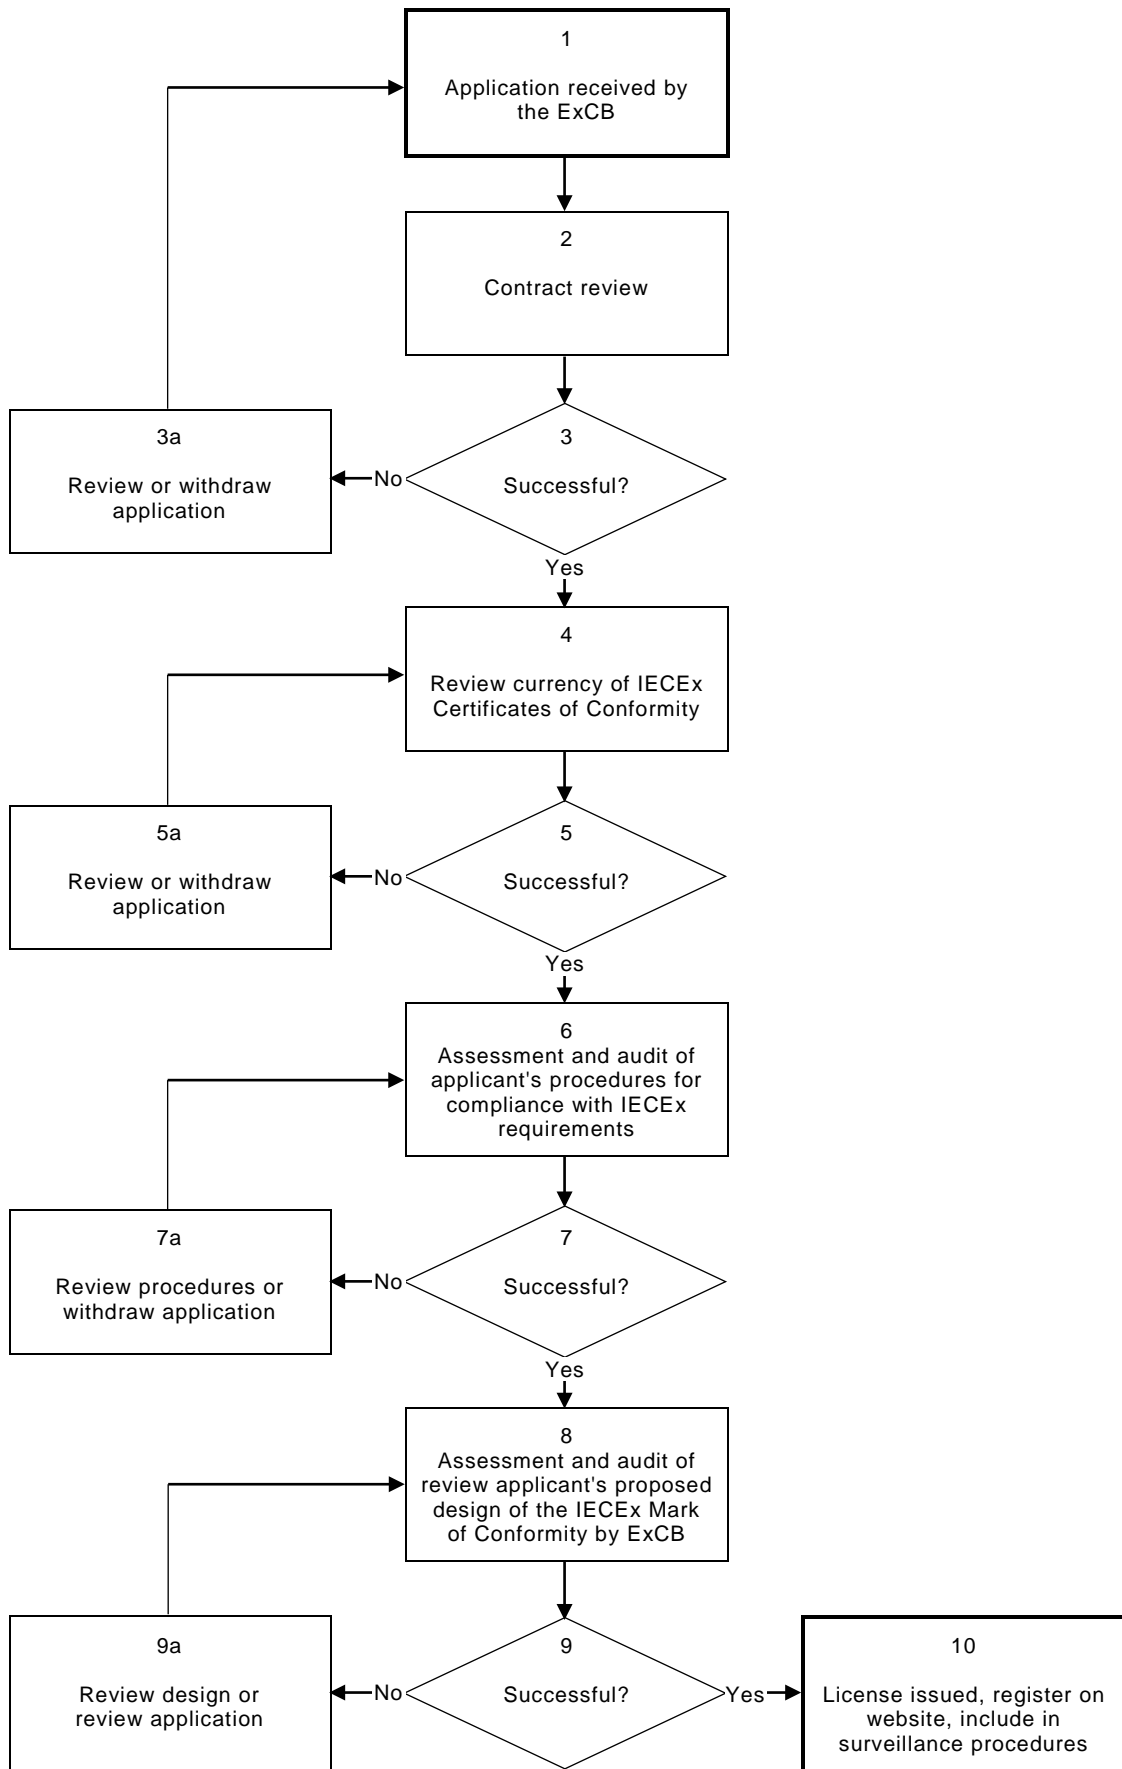 1
Application received by
the ExCB
2
Contract review
3a
Review or withdraw
application
No
3
Successful?
Yes
4
Review currency of IECEx
Certificates of Conformity
5a
Review or withdraw
application
No
5
Successful?
Yes
6
Assessment and audit of
applicant's procedures for
compliance with IECEx
requirements
7a
Review procedures or
withdraw application
No
7
Successful?
Yes
8
Assessment and audit of
review applicant's proposed
design of the IECEx Mark
of Conformity by ExCB
9a
Review design or
review application
No
9
Successful?
Yes
10
License issued, register on
website, include in
surveillance procedures